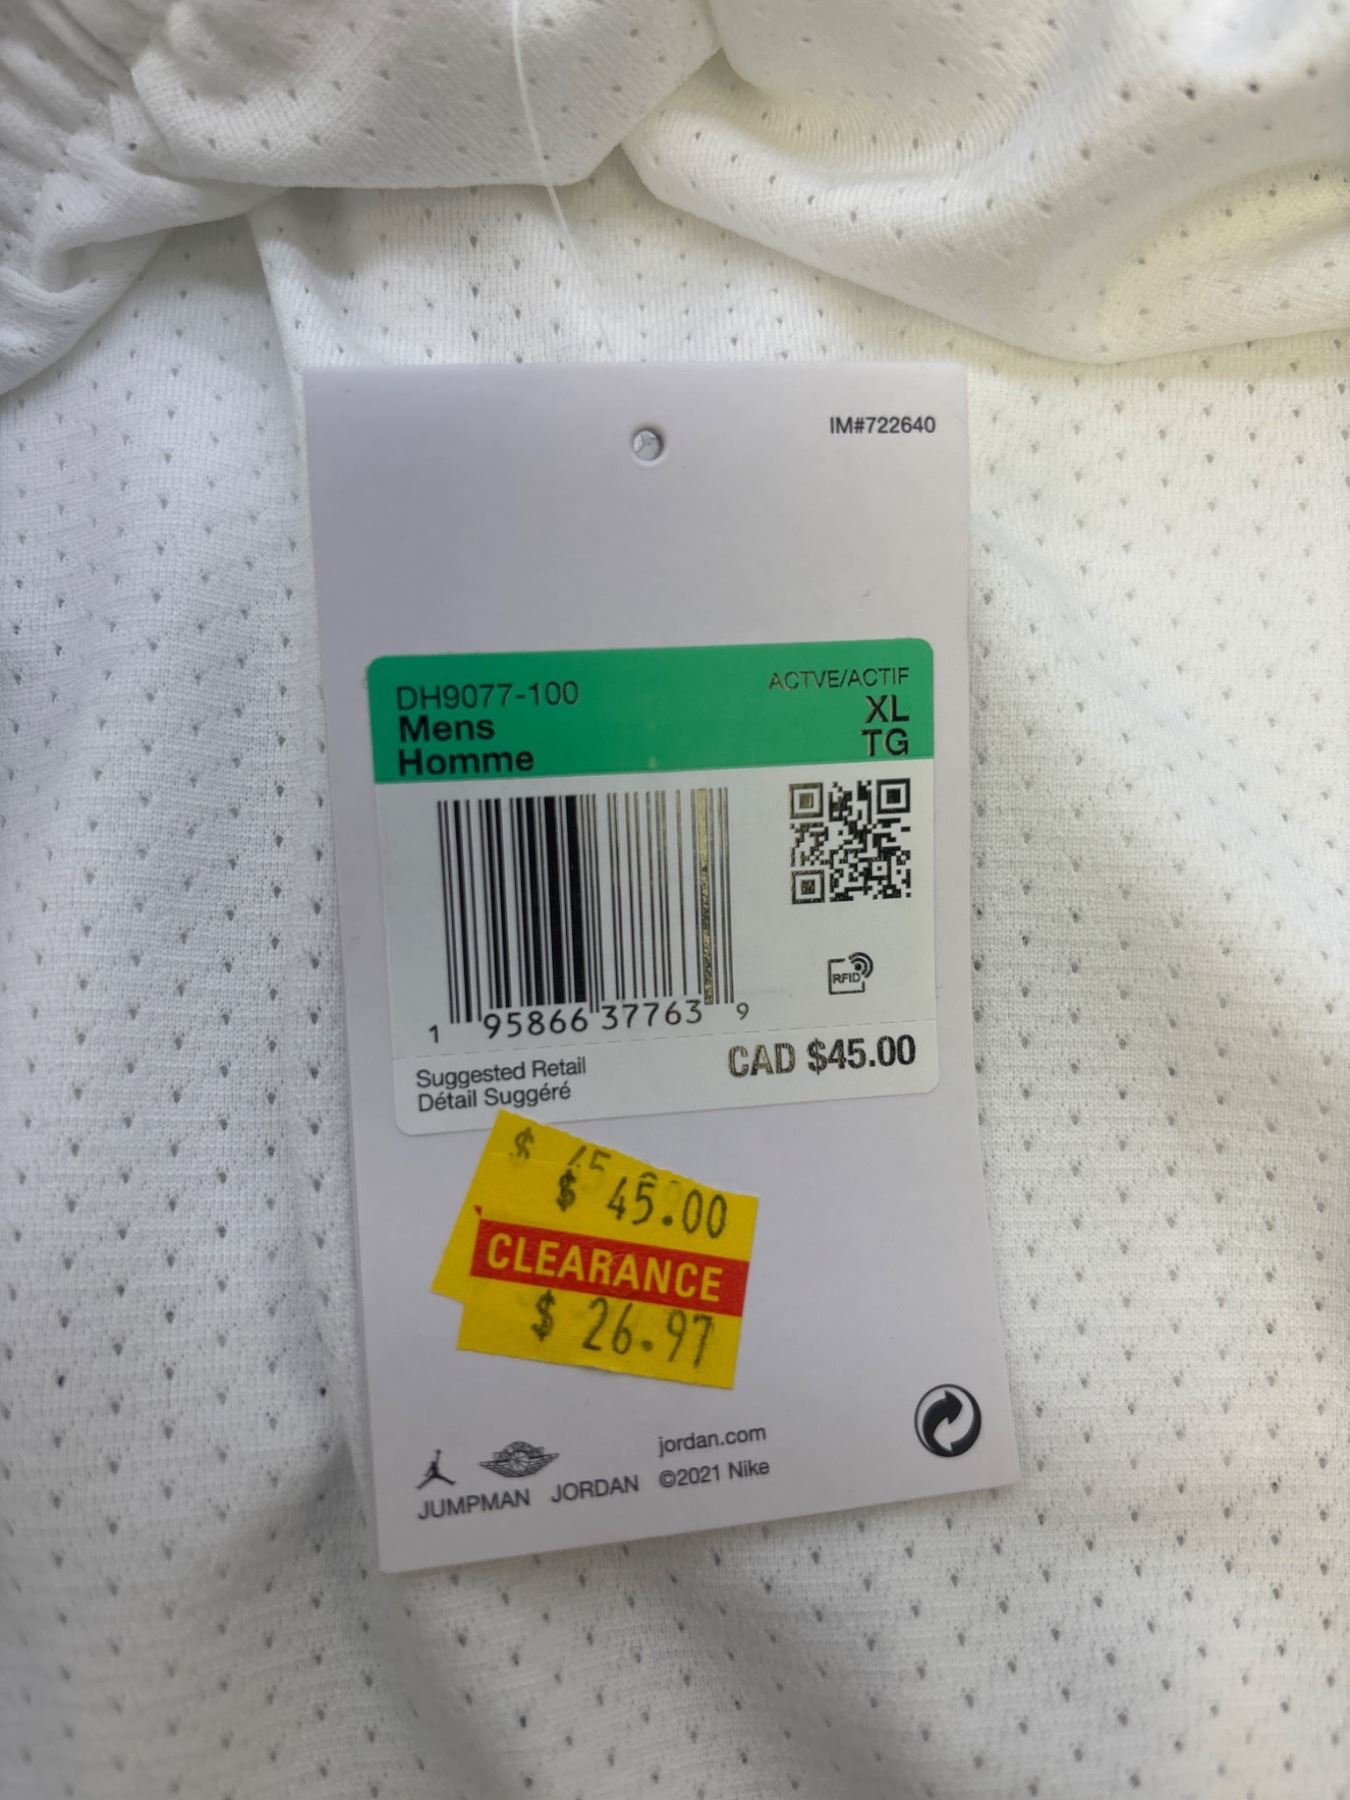 IM#722640
DH9077-100
Mens
Homme
ACTVE/ACTIF
XL
TG
RFID
1 95866 37763 9
Suggested Retail
Détail Suggéré
CAD $45.00
$ 45
$ 45.00
CLEARANCE
$ 26.97
JUMPMAN
JORDAN
jordan.com
©2021 Nike